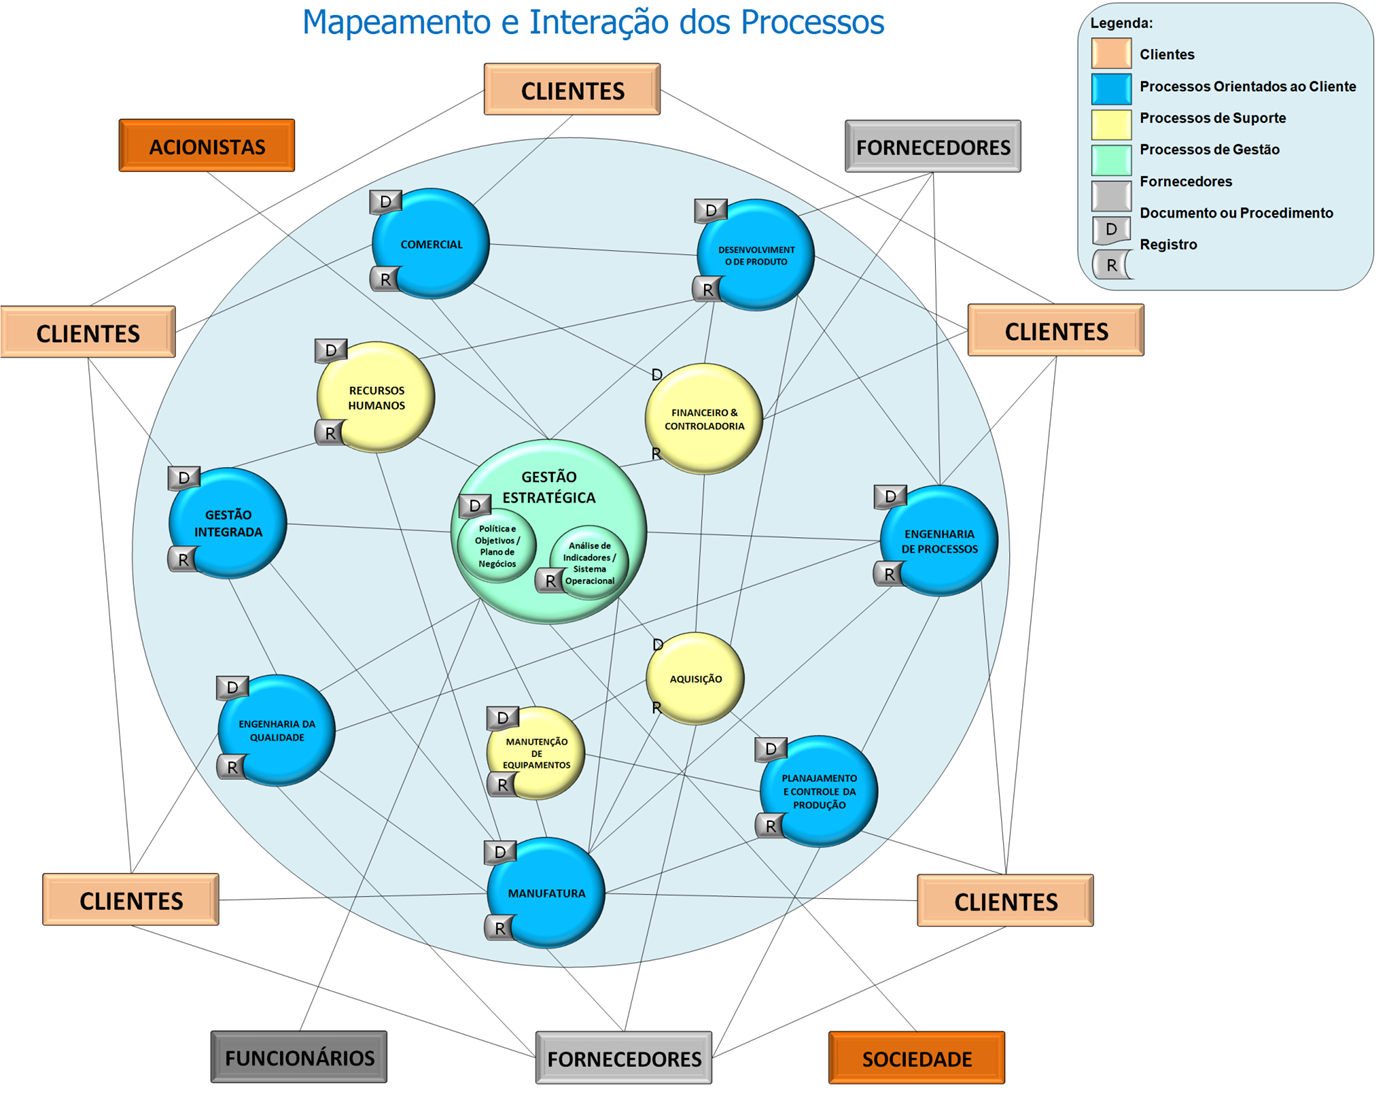 Mapeamento e Interação dos Processos
Legenda:
Clientes
Processos Orientados ao Cliente
Processos de Suporte
Processos de Gestão
Fornecedores
Documento ou Procedimento
D
Registro
R
CLIENTES
ACIONISTAS
FORNECEDORES
D
COMERCIAL
R
D
DESENVOLVIMENT
O DE PRODUTO
R
CLIENTES
CLIENTES
D
RECURSOS
HUMANOS
R
D
FINANCEIRO &
CONTROLADORIA
R
D
GESTÃO
INTEGRADA
R
GESTÃO
ESTRATÉGICA
D
Política e
Objetivos /
Plano de
Negócios
Análise de
Indicadores /
Sistema
Operacional
R
D
ENGENHARIA
DE PROCESSOS
R
D
AQUISIÇÃO
R
D
ENGENHARIA DA
QUALIDADE
R
D
MANUTENÇÃO
DE
EQUIPAMENTOS
R
D
PLANAJAMENTO
E CONTROLE DA
PRODUÇÃO
R
D
MANUFATURA
R
CLIENTES
CLIENTES
FUNCIONÁRIOS
FORNECEDORES
SOCIEDADE